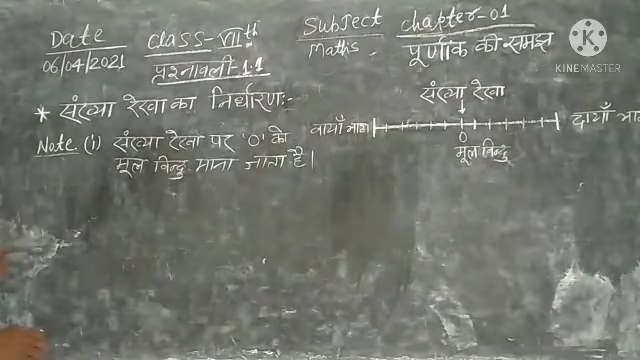 Date
06/04/2021
Class-VIIth
प्रश्नावली-1.1
Subject
Maths
chapter-01
पूर्णांक की-समझ
KINEMASTER
* संख्या रेखा का निर्धारण:-
Note (i) संख्या रेखा पर '0' को
मूल विन्दु माना जाता है।
संख्या रेखा
वायाँ भाग
दायाँ भाग
0
मूल विन्दु